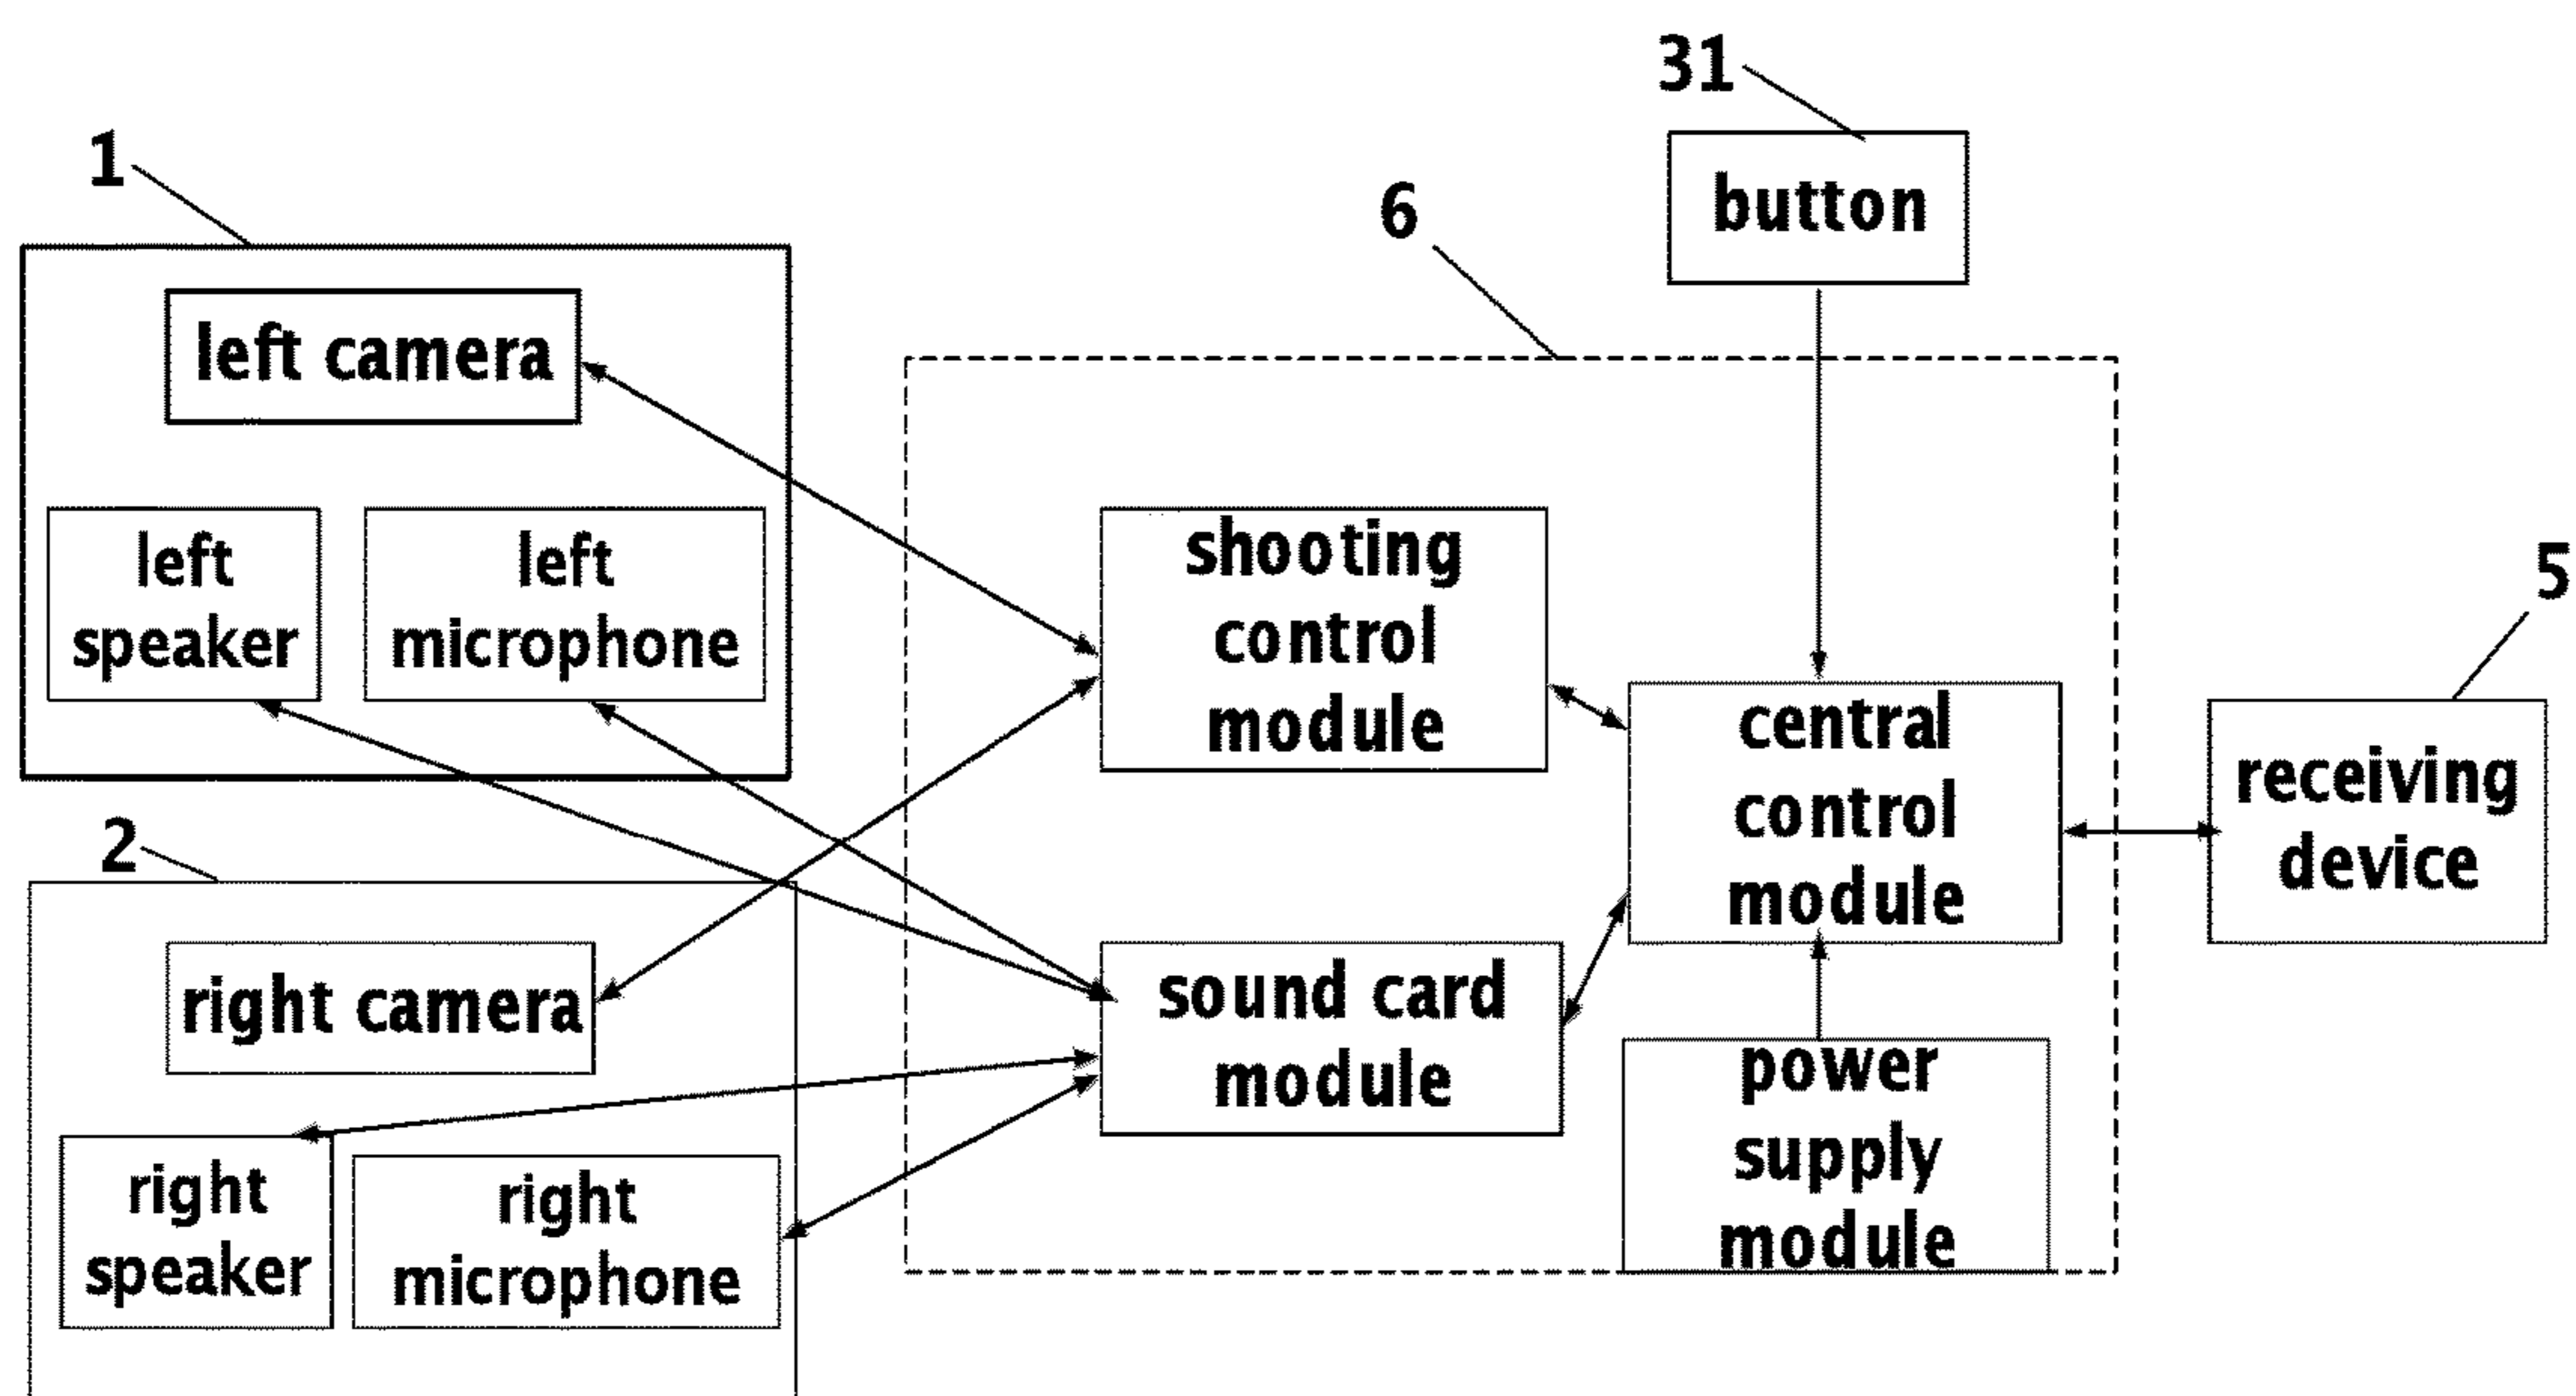 31
button
1
6
left camera
left
speaker
left
microphone
shooting
control
module
5
central
control
module
receiving
device
2
right camera
sound card
module
power
supply
module
right
speaker
right
microphone